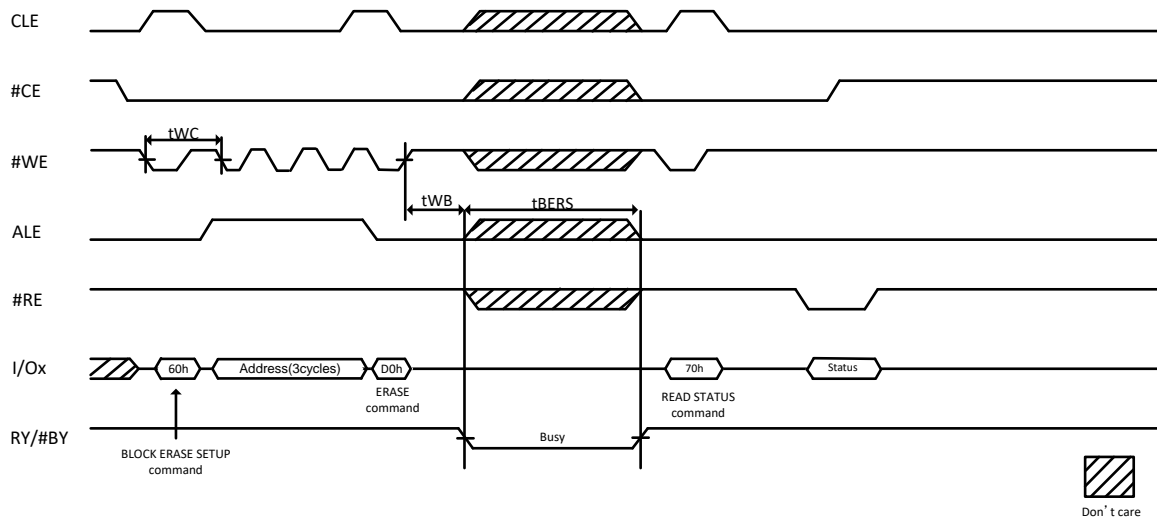 CLE
#CE
tWC
#WE
tWB
tBERS
ALE
#RE
I/Ox
60h
Address(3cycles)
D0h
70h
Status
ERASE
command
READ STATUS
command
RY/#BY
Busy
BLOCK ERASE SETUP
command
Don't care